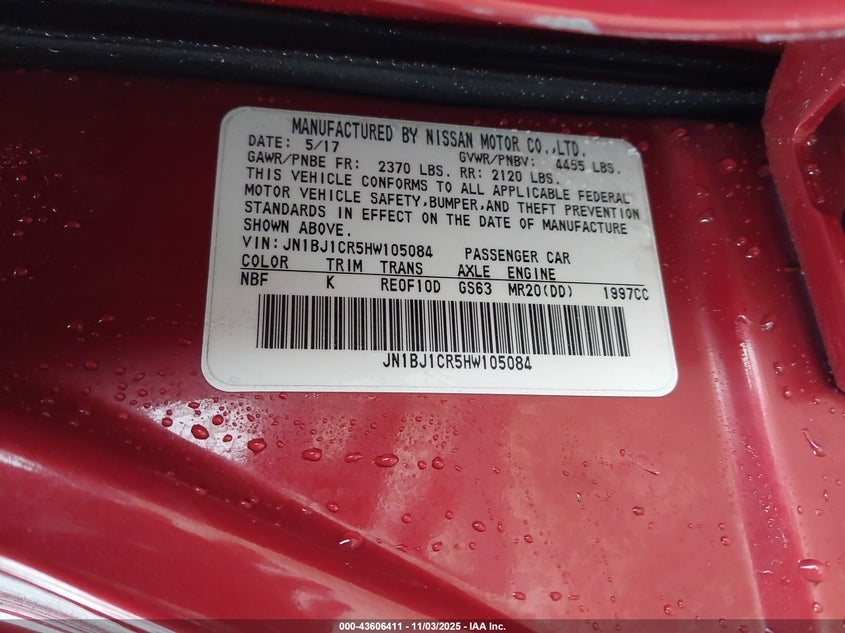 MANUFACTURED BY NISSAN MOTOR CO.,LTD.
DATE: 5/17 GVWR/PNBV: 4455 LBS.
GAWR/PNBE FR: 2370 LBS. RR: 2120 LBS.
THIS VEHICLE CONFORMS TO ALL APPLICABLE FEDERAL
MOTOR VEHICLE SAFETY,BUMPER,AND THEFT PREVENTION
STANDARDS IN EFFECT ON THE DATE OF MANUFACTURE
SHOWN ABOVE.
VIN:JN1BJ1CR5HW105084 PASSENGER CAR
COLOR TRIM TRANS AXLE ENGINE
NBF K RE0F10D GS63 MR20(DD) 1997CC
JN1BJ1CR5HW105084
000-43606411 - 11/03/2025 - IAA Inc.